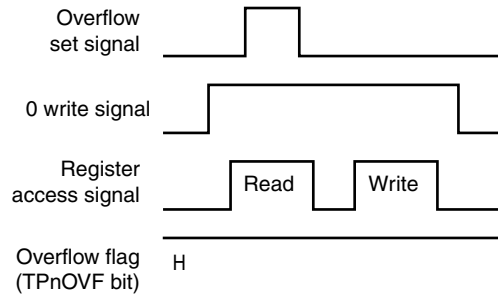 Overflow
set signal
0 write signal
Register
access signal
Read
Write
Overflow flag
(TPnOVF bit)
H